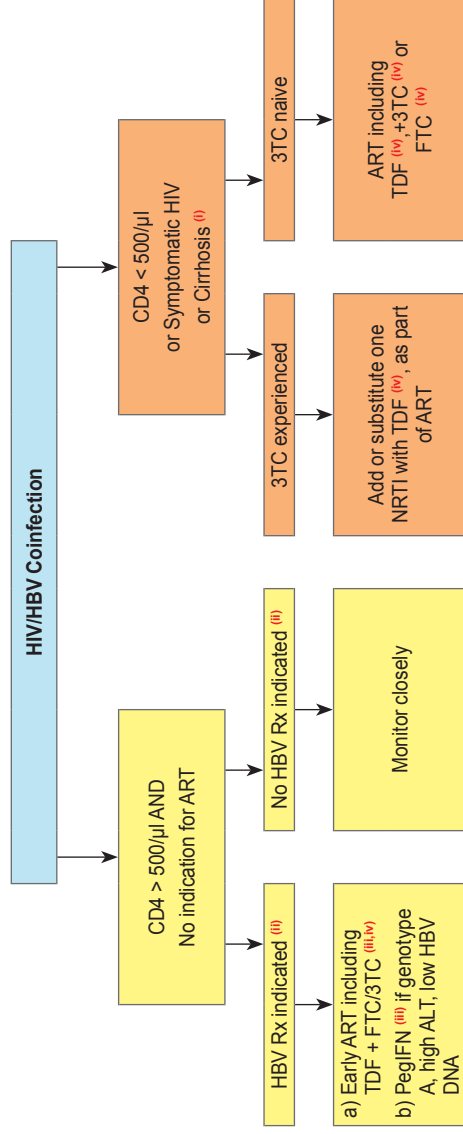 HIV/HBV Coinfection
CD4 > 500/µl AND
No indication for ART
CD4 < 500/µl
or Symptomatic HIV
or Cirrhosis (i)
HBV Rx indicated (ii)
No HBV Rx indicated (ii)
3TC experienced
3TC naive
a) Early ART including
TDF + FTC/3TC (iii,iv)
b) PegIFN (iii) if genotype
A, high ALT, low HBV
DNA
Monitor closely
Add or substitute one
NRTI with TDF (iv), as part
of ART
ART including
TDF (iv),+3TC (iv) or
FTC (iv)